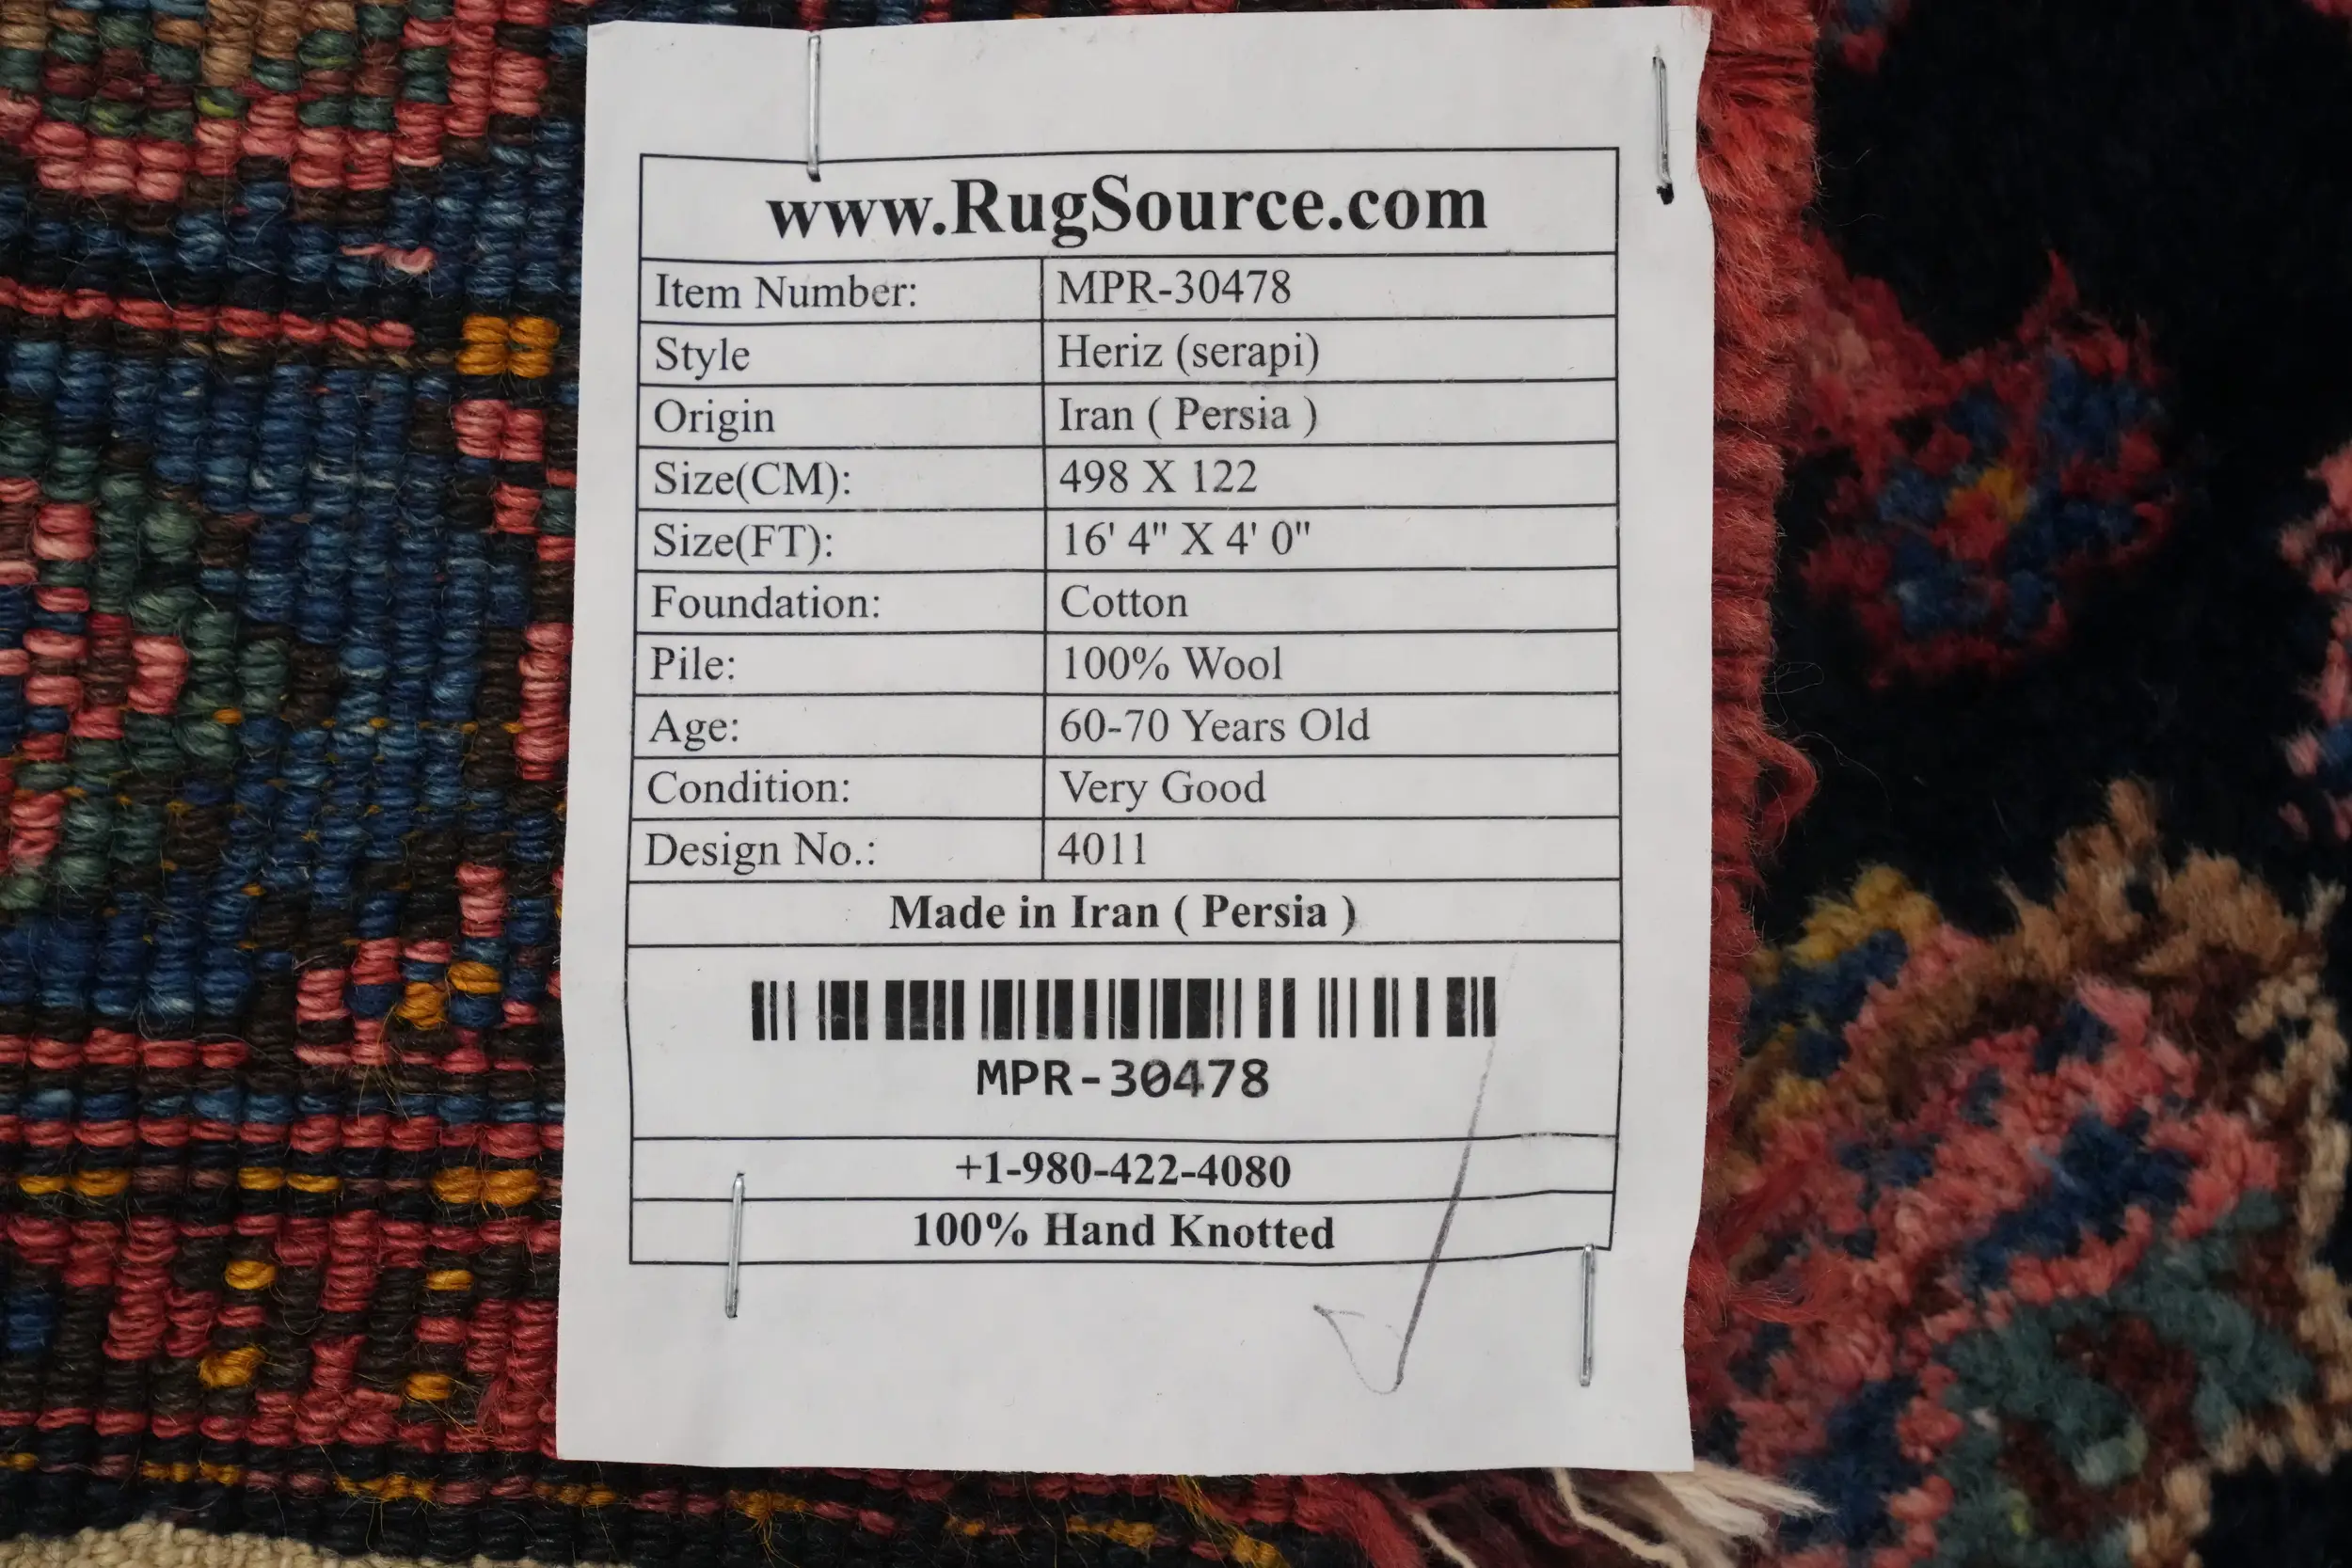 www.RugSource.com
Item Number: MPR-30478
Style Heriz (serapi)
Origin Iran ( Persia )
Size(CM): 498 X 122
Size(FT): 16' 4" X 4' 0"
Foundation: Cotton
Pile: 100% Wool
Age: 60-70 Years Old
Condition: Very Good
Design No.: 4011
Made in Iran ( Persia )
MPR-30478
+1-980-422-4080
100% Hand Knotted